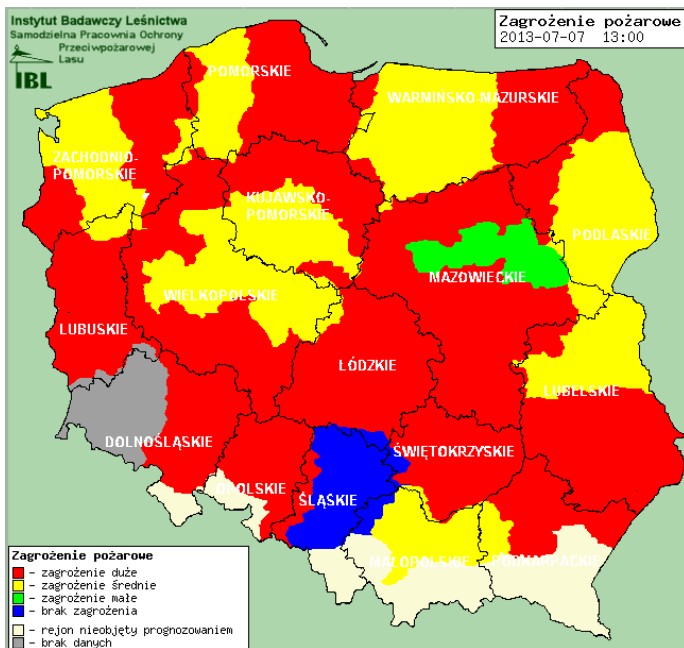 Instytut Badawczy Leśnictwa
Samodzielna Pracownia Ochrony
Przeciwpożarowej
Lasu
IBL
Zagrożenie pożarowe
2013-07-07 13:00
POMORSKIE
WARMIŃSKO-MAZURSKIE
ZACHODNIO-
POMORSKIE
KUJAWSKO-
POMORSKIE
PODLASKIE
MAZOWIECKIE
WIELKOPOLSKIE
LUBUSKIE
ŁÓDZKIE
LUBELSKIE
DOLNOŚLĄSKIE
ŚWIĘTOKRZYSKIE
OPOLSKIE
ŚLĄSKIE
MAŁOPOLSKIE
PODKARPACKIE
Zagrożenie pożarowe
- zagrożenie duże
- zagrożenie średnie
- zagrożenie małe
- brak zagrożenia
- rejon nieobjęty prognozowaniem
- brak danych